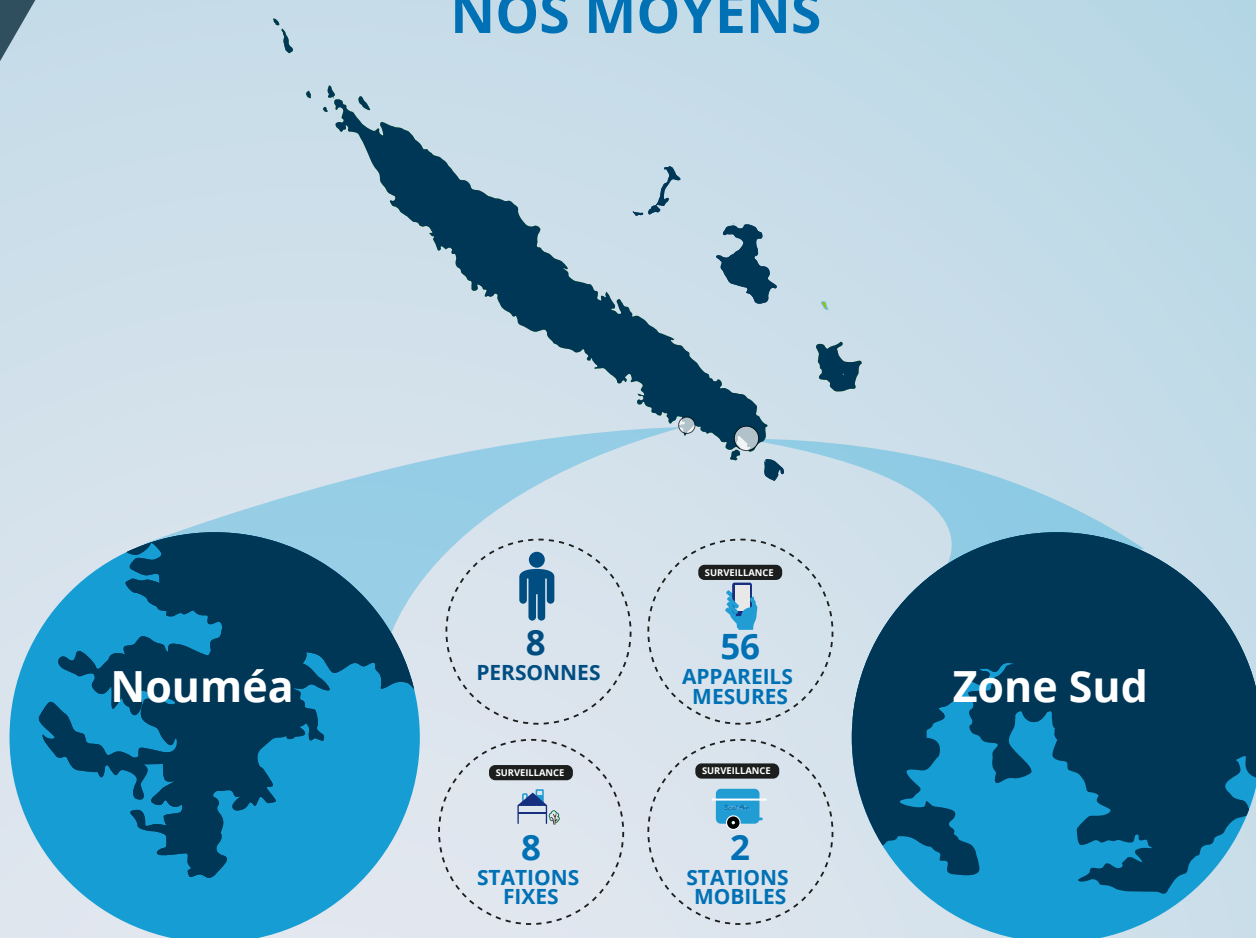 NOS MOYENS
8
PERSONNES
SURVEILLANCE
56
APPAREILS
MESURES
Nouméa
Zone Sud
SURVEILLANCE
8
STATIONS
FIXES
SURVEILLANCE
2
STATIONS
MOBILES